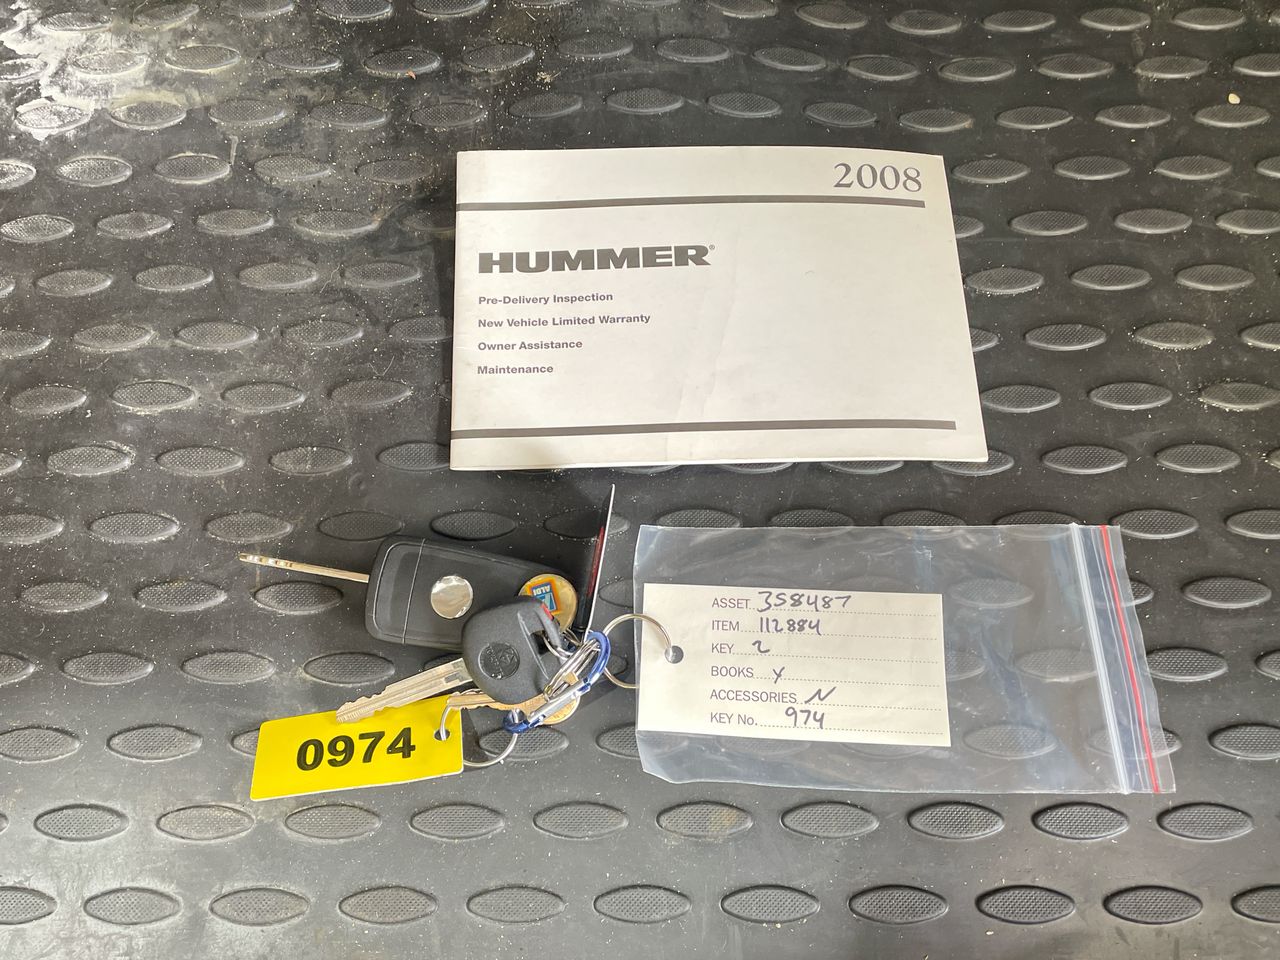 2008
HUMMER®
Pre-Delivery Inspection
New Vehicle Limited Warranty
Owner Assistance
Maintenance
ALDI
ASSET 358487
ITEM 112884
KEY 2
BOOKS Y
ACCESSORIES N
KEY No. 974
0974